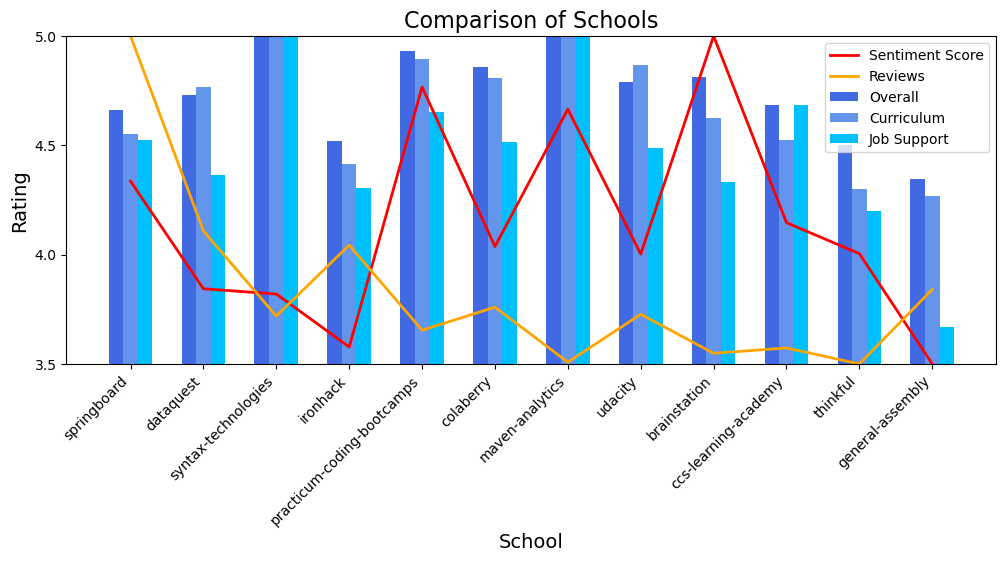 Comparison of Schools
5.0
4.5
4.0
3.5
Rating
Sentiment Score
Reviews
Overall
Curriculum
Job Support
springboard
dataquest
syntax-technologies
ironhack
practicum-coding-bootcamps
colaberry
maven-analytics
udacity
brainstation
ccs-learning-academy
thinkful
general-assembly
School